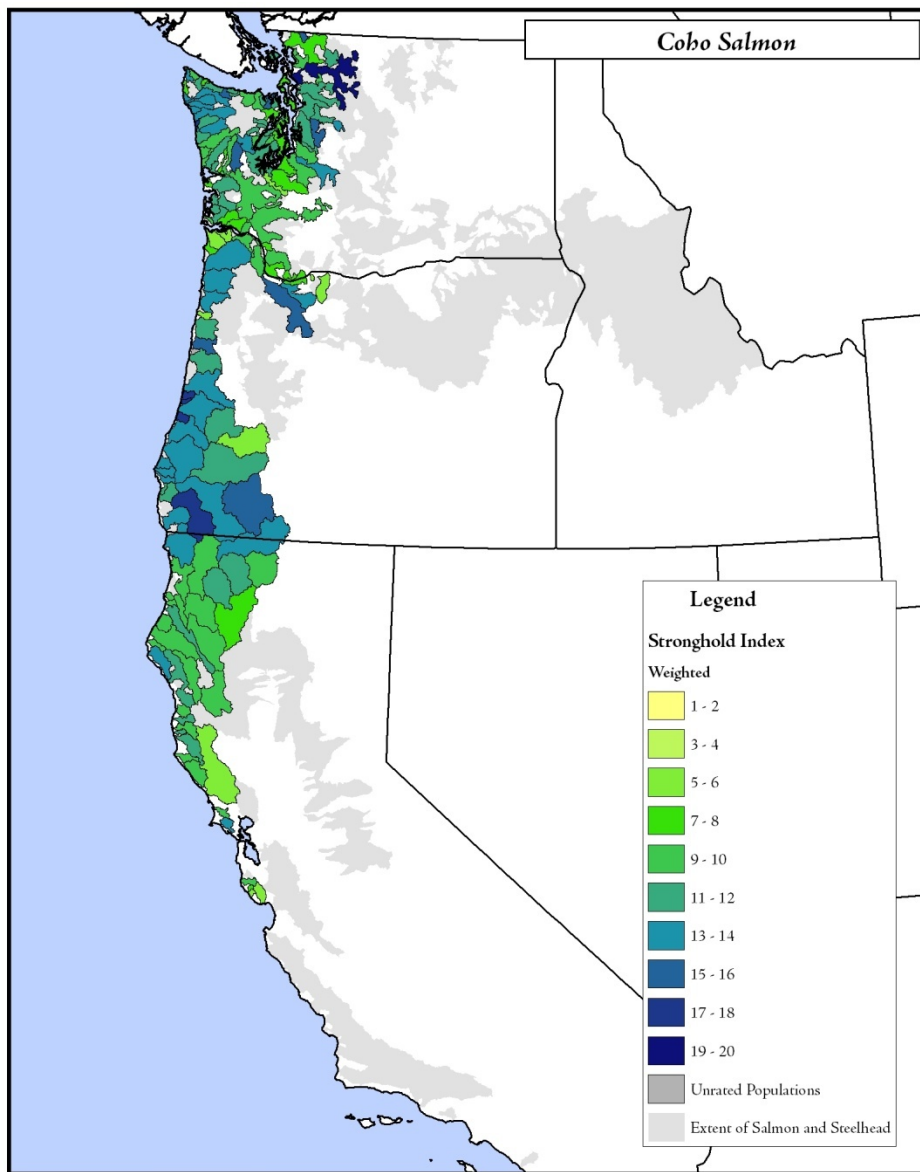 Coho Salmon
Legend
Stronghold Index
Weighted
1 - 2
3 - 4
5 - 6
7 - 8
9 - 10
11 - 12
13 - 14
15 - 16
17 - 18
19 - 20
Unrated Populations
Extent of Salmon and Steelhead